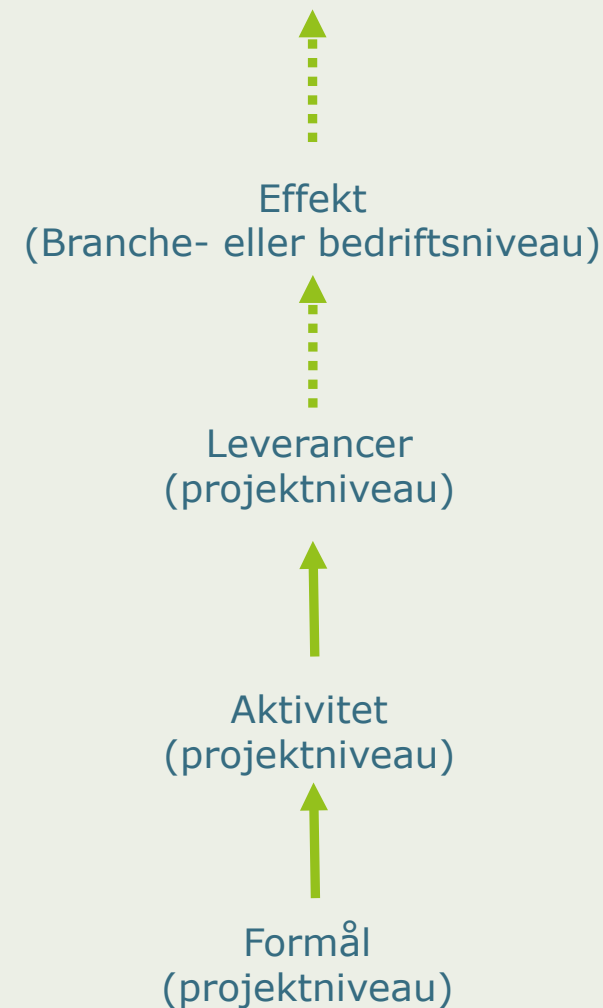 Effekt
(Branche- eller bedriftsniveau)
Leverancer
(projektniveau)
Aktivitet
(projektniveau)
Formål
(projektniveau)